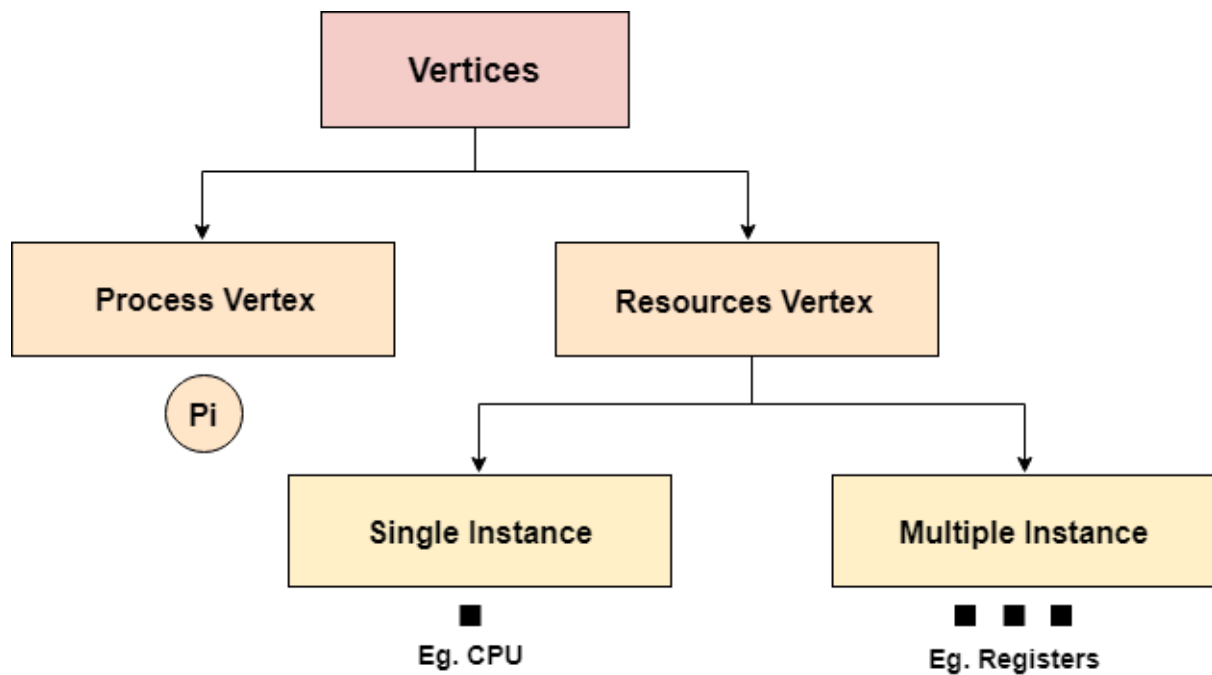 Vertices
Process Vertex
Resources Vertex
Pi
Single Instance
Multiple Instance
Eg. CPU
Eg. Registers